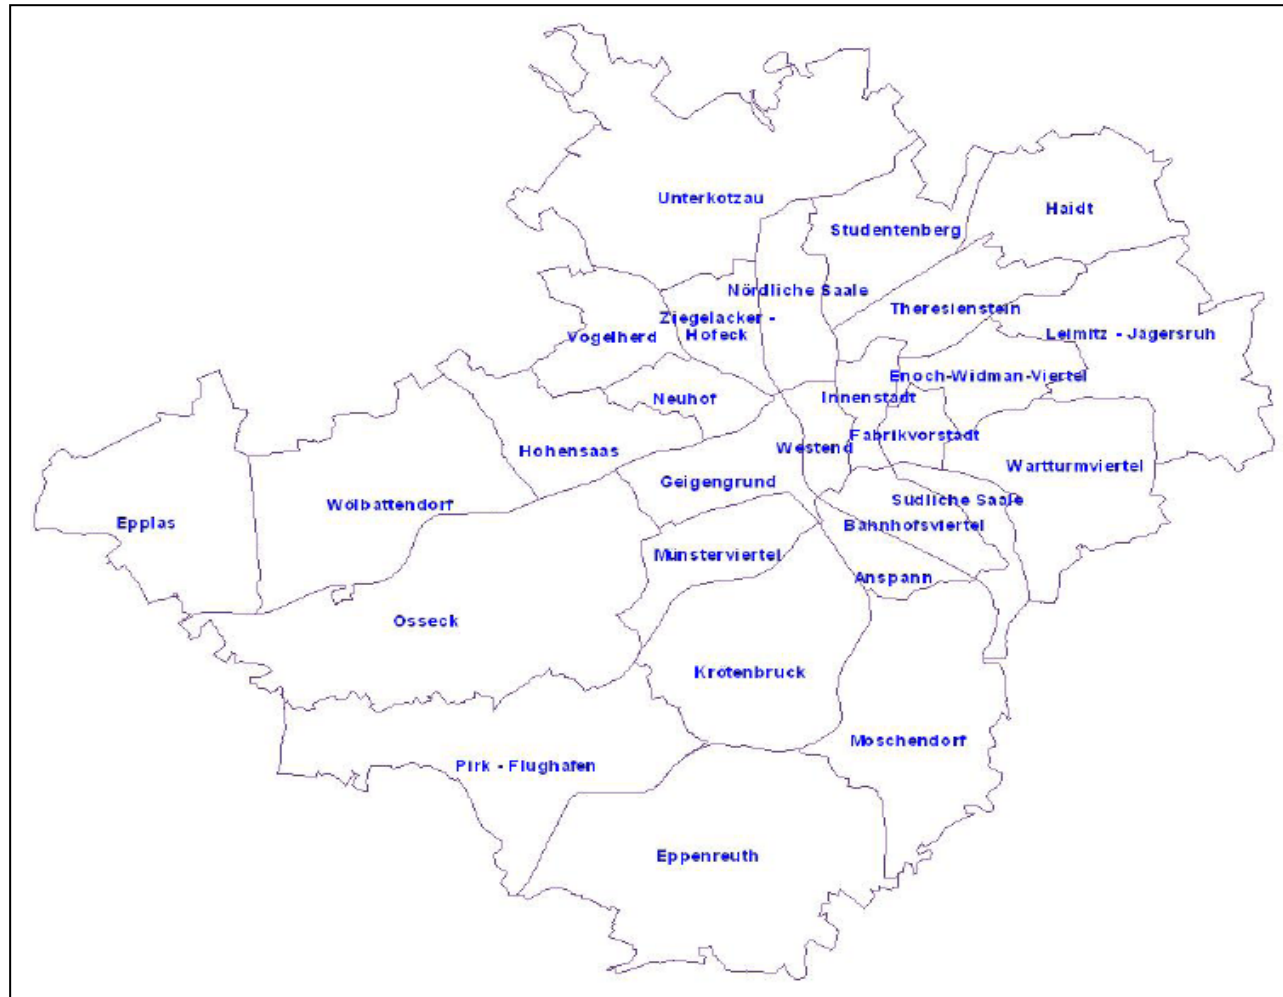 Unterkotzau
Haidt
Studentenberg
Nördliche Saale
Theresienstein
Ziegelacker -
Hofeck
Vogelherd
Leimitz - Jägersruh
Enoch-Widman-Viertel
Neuhof
Innenstadt
Fabrikvorstadt
Westend
Hohensaas
Wartturmviertel
Geigengrund
Südliche Saale
Wölbattendorf
Epplas
Bahnhofsviertel
Münsterviertel
Anspann
Osseck
Krötenbruck
Moschendorf
Pirk - Flughafen
Eppenreuth